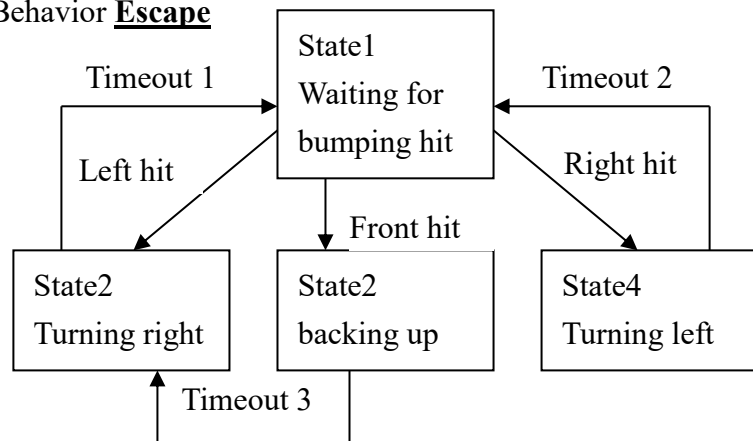 Behavior Escape
State1
Waiting for
bumping hit
Timeout 1
Timeout 2
Left hit
Right hit
Front hit
State2
Turning right
State2
backing up
State4
Turning left
Timeout 3